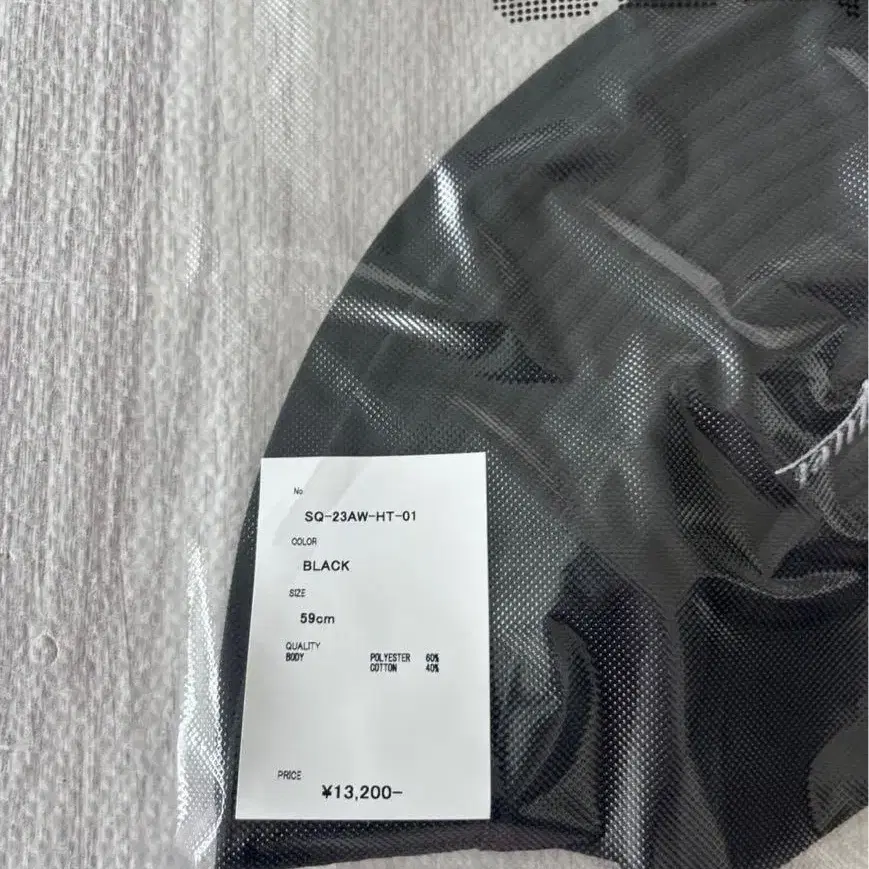 No
SQ-23AW-HT-01
COLOR
BLACK
SIZE
59cm
QUALITY
BODY POLYESTER 60%
COTTON 40%
PRICE
¥13,200-